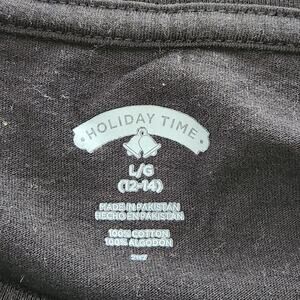 HOLIDAY TIME
L/G
(12-14)
MADE IN PAKISTAN
HECHO EN PAKISTAN
100% COTTON
100% ALGODON